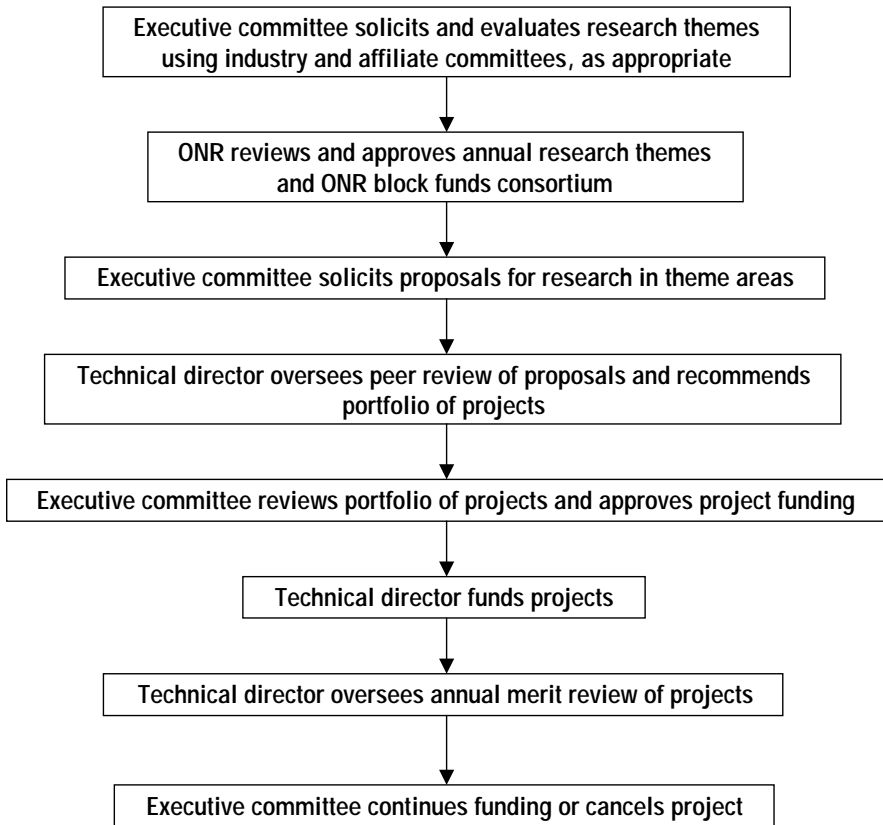 Executive committee solicits and evaluates research themes
using industry and affiliate committees, as appropriate
ONR reviews and approves annual research themes
and ONR block funds consortium
Executive committee solicits proposals for research in theme areas
Technical director oversees peer review of proposals and recommends
portfolio of projects
Executive committee reviews portfolio of projects and approves project funding
Technical director funds projects
Technical director oversees annual merit review of projects
Executive committee continues funding or cancels project